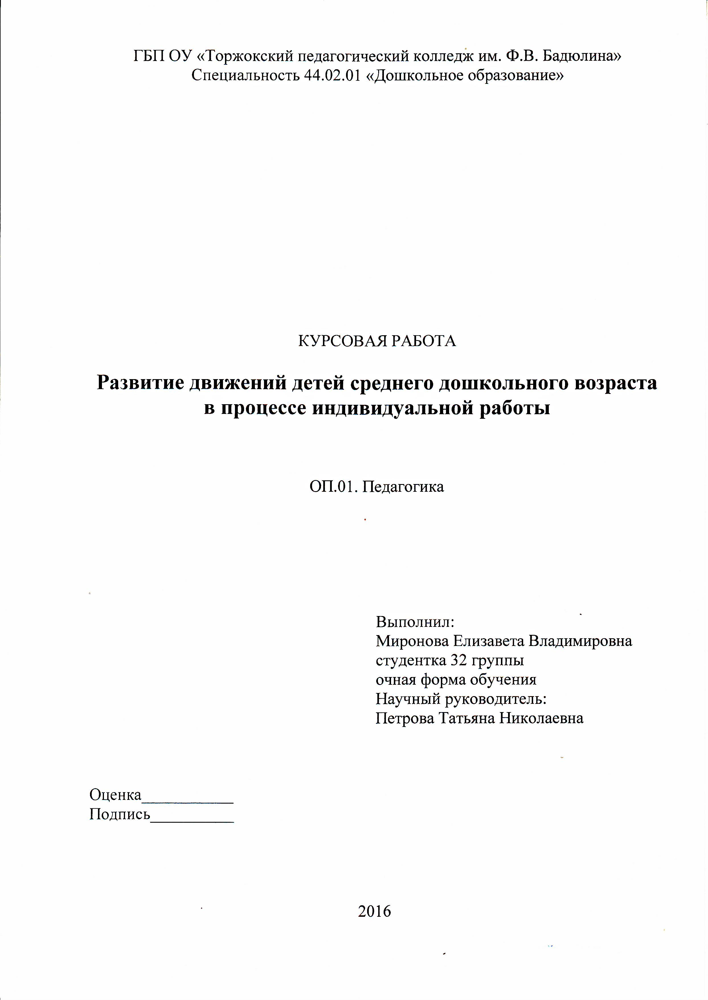 ГБП ОУ «Торжокский педагогический колледж им. Ф.В. Бадюлина»
Специальность 44.02.01 «Дошкольное образование»
КУРСОВАЯ РАБОТА
Развитие движений детей среднего дошкольного возраста
в процессе индивидуальной работы
ОП.01. Педагогика
Выполнил:
Миронова Елизавета Владимировна
студентка 32 группы
очная форма обучения
Научный руководитель:
Петрова Татьяна Николаевна
Оценка___________
Подпись__________
2016